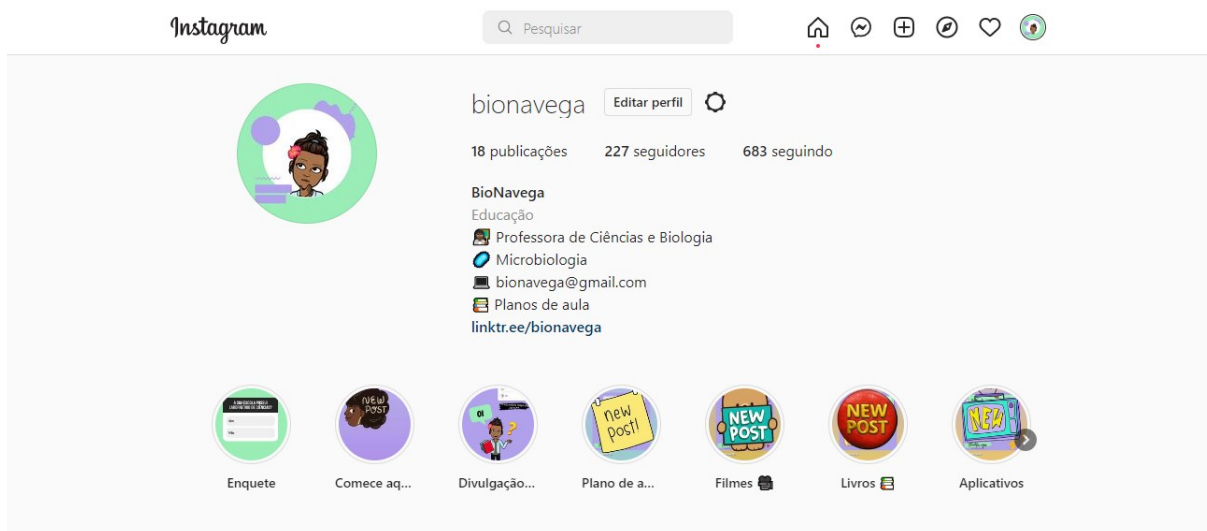 Instagram
Pesquisar
bionavega Editar perfil
18 publicações 227 seguidores 683 seguindo
BioNavega
Educação
Professora de Ciências e Biologia
Microbiologia
bionavega@gmail.com
Planos de aula
linktr.ee/bionavega
NEW POST
OI
new post!
NEW POST
NEW POST
NEW
Enquete Comece aq... Divulgação... Plano de a... Filmes Livros Aplicativos